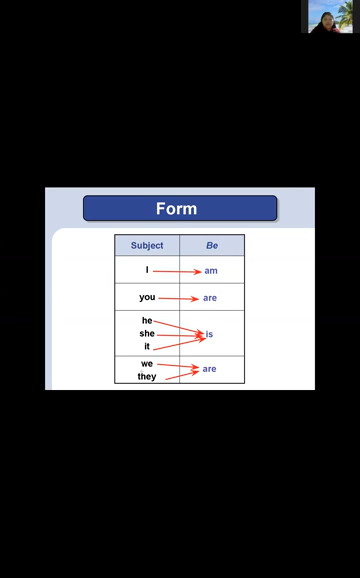 Form
Subject Be
I am
you are
he
she is
it
we are
they